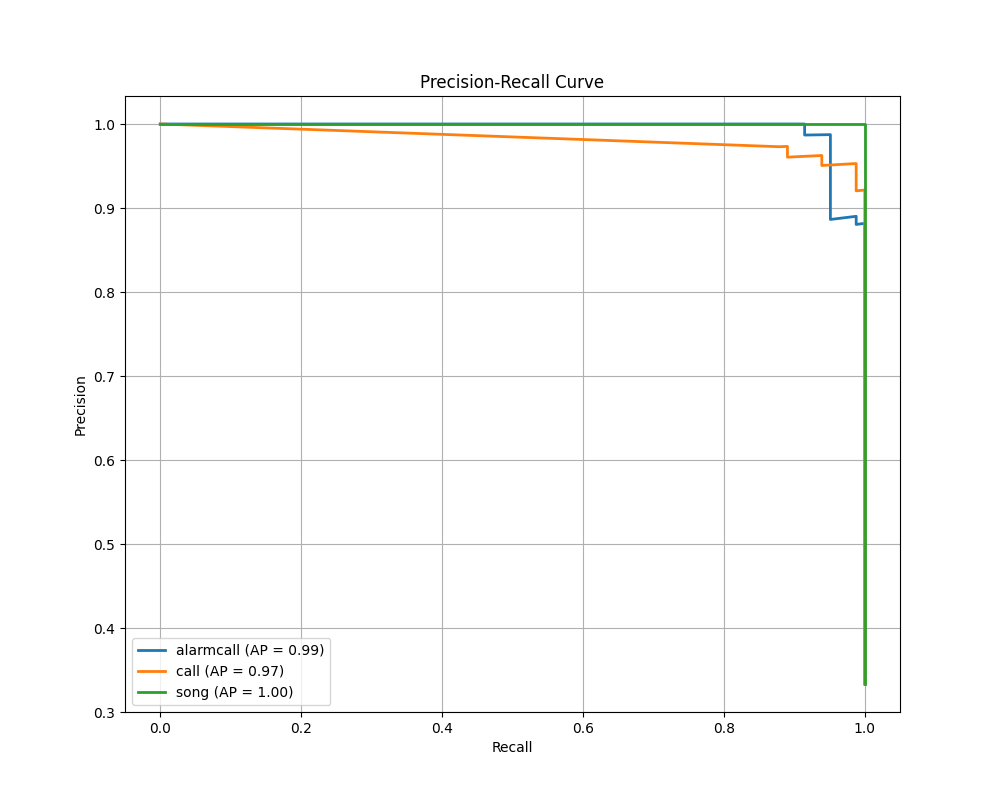 Precision-Recall Curve
Precision
1.0
0.9
0.8
0.7
0.6
0.5
0.4
0.3
alarmcall (AP = 0.99)
call (AP = 0.97)
song (AP = 1.00)
0.0 0.2 0.4 0.6 0.8 1.0
Recall